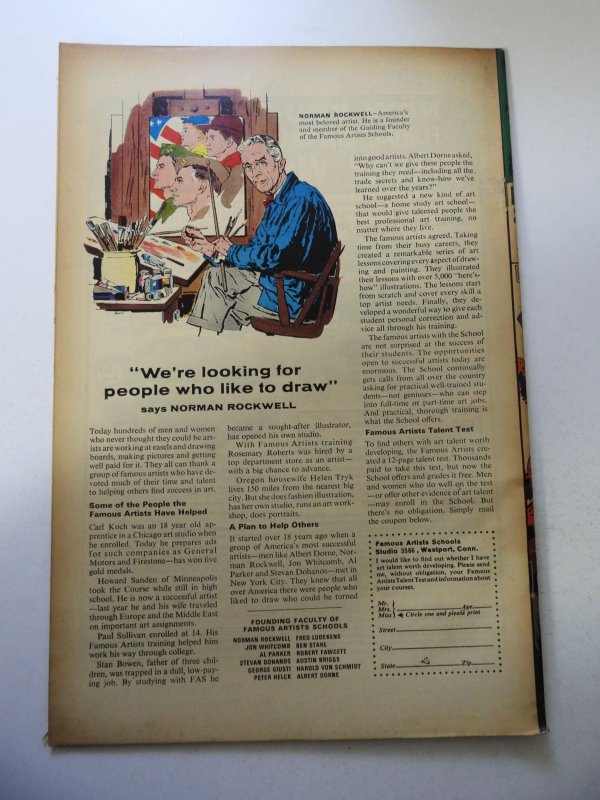 NORMAN ROCKWELL—America's
most beloved artist. He is a founder
and member of the Guiding Faculty
of the Famous Artists Schools.
"We're looking for
people who like to draw"
says NORMAN ROCKWELL
Today hundreds of men and women
who never thought they could be art-
ists are working at easels and drawing
boards, making pictures and getting
well paid for it. They all can thank a
group of famous artists who have de-
voted much of their time and talent
to helping others find success in art.
Some of the People the
Famous Artists Have Helped
Carl Koch was an 18 year old ap-
prentice in a Chicago art studio when
he enrolled. Today he prepares ads
for such companies as General
Motors and Firestone—has won five
gold medals.
Howard Sanden of Minneapolis
took the Course while still in high
school. He is now a successful artist
—last year he and his wife traveled
through Europe and the Middle East
on important art assignments.
Paul Sullivan enrolled at 14. His
Famous Artists training helped him
work his way through college.
Stan Bowen, father of three chil-
dren, was trapped in a dull, low-pay-
ing job. By studying with FAS he
became a sought-after illustrator,
has opened his own studio.
With Famous Artists training
Rosemary Roberts was hired by a
top department store as an artist—
with a big chance to advance.
Oregon housewife Helen Tryk
lives 150 miles from the nearest big
city. But she does fashion illustration,
has her own studio, runs an art work-
shop, does portraits.
A Plan to Help Others
It started over 18 years ago when a
group of America's most successful
artists—men like Albert Dorne, Nor-
man Rockwell, Jon Whitcomb, Al
Parker and Stevan Dohanos—met in
New York City. They knew that all
over America there were people who
liked to draw who could be turned
FOUNDING FACULTY OF
FAMOUS ARTISTS SCHOOLS
NORMAN ROCKWELL FRED LUDEKENS
JON WHITCOMB BEN STAHL
AL PARKER ROBERT FAWCETT
STEVAN DOHANOS AUSTIN BRIGGS
GEORGE GIUSTI HAROLD VON SCHMIDT
PETER HELCK ALBERT DORNE
into good artists. Albert Dorne asked,
"Why can't we give these people the
training they need—including all the
trade secrets and know-how we've
learned over the years?"
He suggested a new kind of art
school—a home study art school—
that would give talented people the
best professional art training, no
matter where they live.
The famous artists agreed. Taking
time from their busy careers, they
created a remarkable series of art
lessons covering every aspect of draw-
ing and painting. They illustrated
their lessons with over 5,000 "here's-
how" illustrations. The lessons start
from scratch and cover every skill a
top artist needs. Finally, they de-
veloped a wonderful way to give each
student personal correction and ad-
vice all through his training.
The famous artists with the School
are not surprised at the success of
their students. The opportunities
open to successful artists today are
enormous. The School continually
gets calls from all over the country
asking for practical well-trained stu-
dents—not geniuses—who can step
into full-time or part-time art jobs.
And practical, thorough training is
what the School offers.
Famous Artists Talent Test
To find others with art talent worth
developing, the Famous Artists cre-
ated a 12-page talent test. Thousands
paid to take this test, but now the
School offers and grades it free. Men
and women who do well on the test
—or offer other evidence of art talent
—may enroll in the School. But
there's no obligation. Simply mail
the coupon below.
Famous Artists Schools
Studio 5566, Westport, Conn.
I would like to find out whether I have
art talent worth developing. Please send
me, without obligation, your Famous
Artists Talent Test and information about
your courses.
Mr.
Mrs. Age
Miss Circle one and please print
Street
City
State Zip